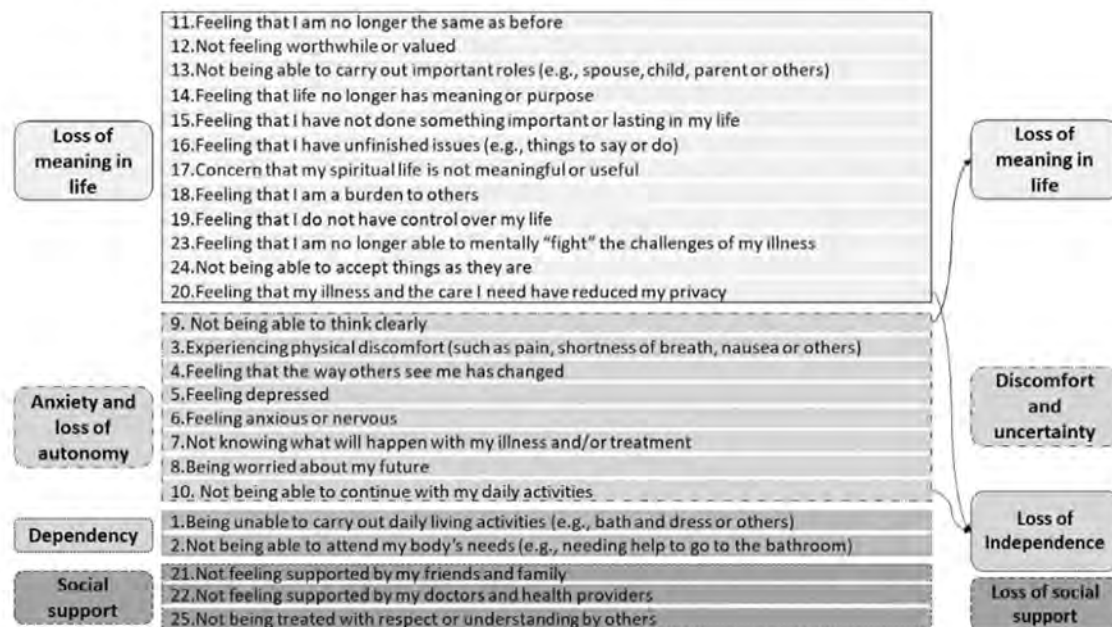 11.Feeling that I am no longer the same as before
12.Not feeling worthwhile or valued
13.Not being able to carry out important roles (e.g., spouse, child, parent or others)
14.Feeling that life no longer has meaning or purpose
15.Feeling that I have not done something important or lasting in my life
16.Feeling that I have unfinished issues (e.g., things to say or do)
17.Concern that my spiritual life is not meaningful or useful
18.Feeling that I am a burden to others
19.Feeling that I do not have control over my life
23.Feeling that I am no longer able to mentally “fight” the challenges of my illness
24.Not being able to accept things as they are
20.Feeling that my illness and the care I need have reduced my privacy
Loss of
meaning in
life
Loss of
meaning in
life
9. Not being able to think clearly
3.Experiencing physical discomfort (such as pain, shortness of breath, nausea or others)
4.Feeling that the way others see me has changed
5.Feeling depressed
6.Feeling anxious or nervous
7.Not knowing what will happen with my illness and/or treatment
8.Being worried about my future
10. Not being able to continue with my daily activities
Anxiety and
loss of
autonomy
Discomfort
and
uncertainty
1.Being unable to carry out daily living activities (e.g., bath and dress or others)
2.Not being able to attend my body’s needs (e.g., needing help to go to the bathroom)
Dependency
Loss of
Independence
21.Not feeling supported by my friends and family
22.Not feeling supported by my doctors and health providers
25.Not being treated with respect or understanding by others
Social
support
Loss of social
support